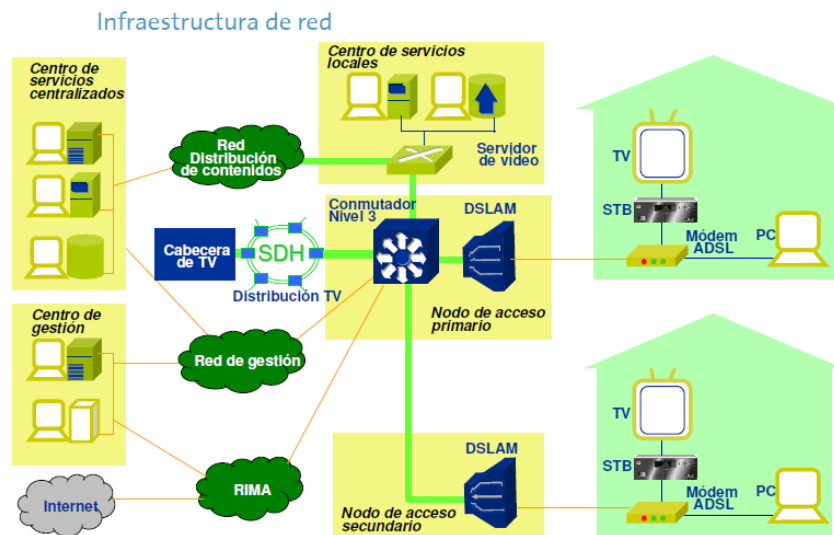 Infraestructura de red
Centro de
servicios
centralizados
Centro de servicios
locales
Servidor
de vídeo
Red
Distribución
de contenidos
Conmutador
Nivel 3
DSLAM
Cabecera
de TV
SDH
Distribución TV
Nodo de acceso
primario
TV
STB
Módem
ADSL
PC
Centro de
gestión
Red de gestión
RIMA
Internet
DSLAM
Nodo de acceso
secundario
TV
STB
Módem
ADSL
PC